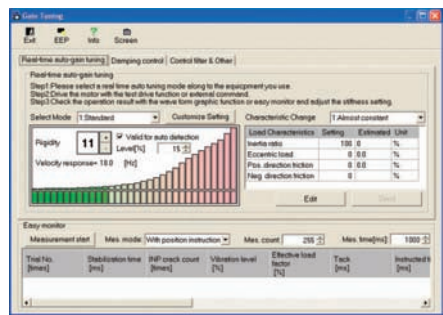 Gain Tuning
Exit EEP Info Screen
Real-time auto-gain tuning Damping control Control filter & Other
Real-time auto-gain tuning
Step1:Please select a real time auto tuning mode along to the equipment you use.
Step2:Drive the motor with the test drive function or external command.
Step3:Check the operation result with the wave form graphic function or easy monitor and adjust the stiffness setting.
Select Mode 1:Standard Customize Setting Characteristic Change 1:Almost constant
Rigidity 11 Valid for auto detection
Level[%] 15
Velocity response= 18.0 [Hz]
Load Characteristics Setting Estimated Unit
Inertia ratio 100 0 %
Eccentric load 0 0.0 %
Pos. direction friction 0 0.0 %
Neg. direction friction 0 %
Edit Send
Easy monitor
Measurement start Mes. mode: With position instruction Mes. count 255 Mes. time[ms] 1000
Trial No. [times] Stabilization time [ms] INP crack count [times] Vibration level [%] Effective load factor [%] Tack [ms] Instructed